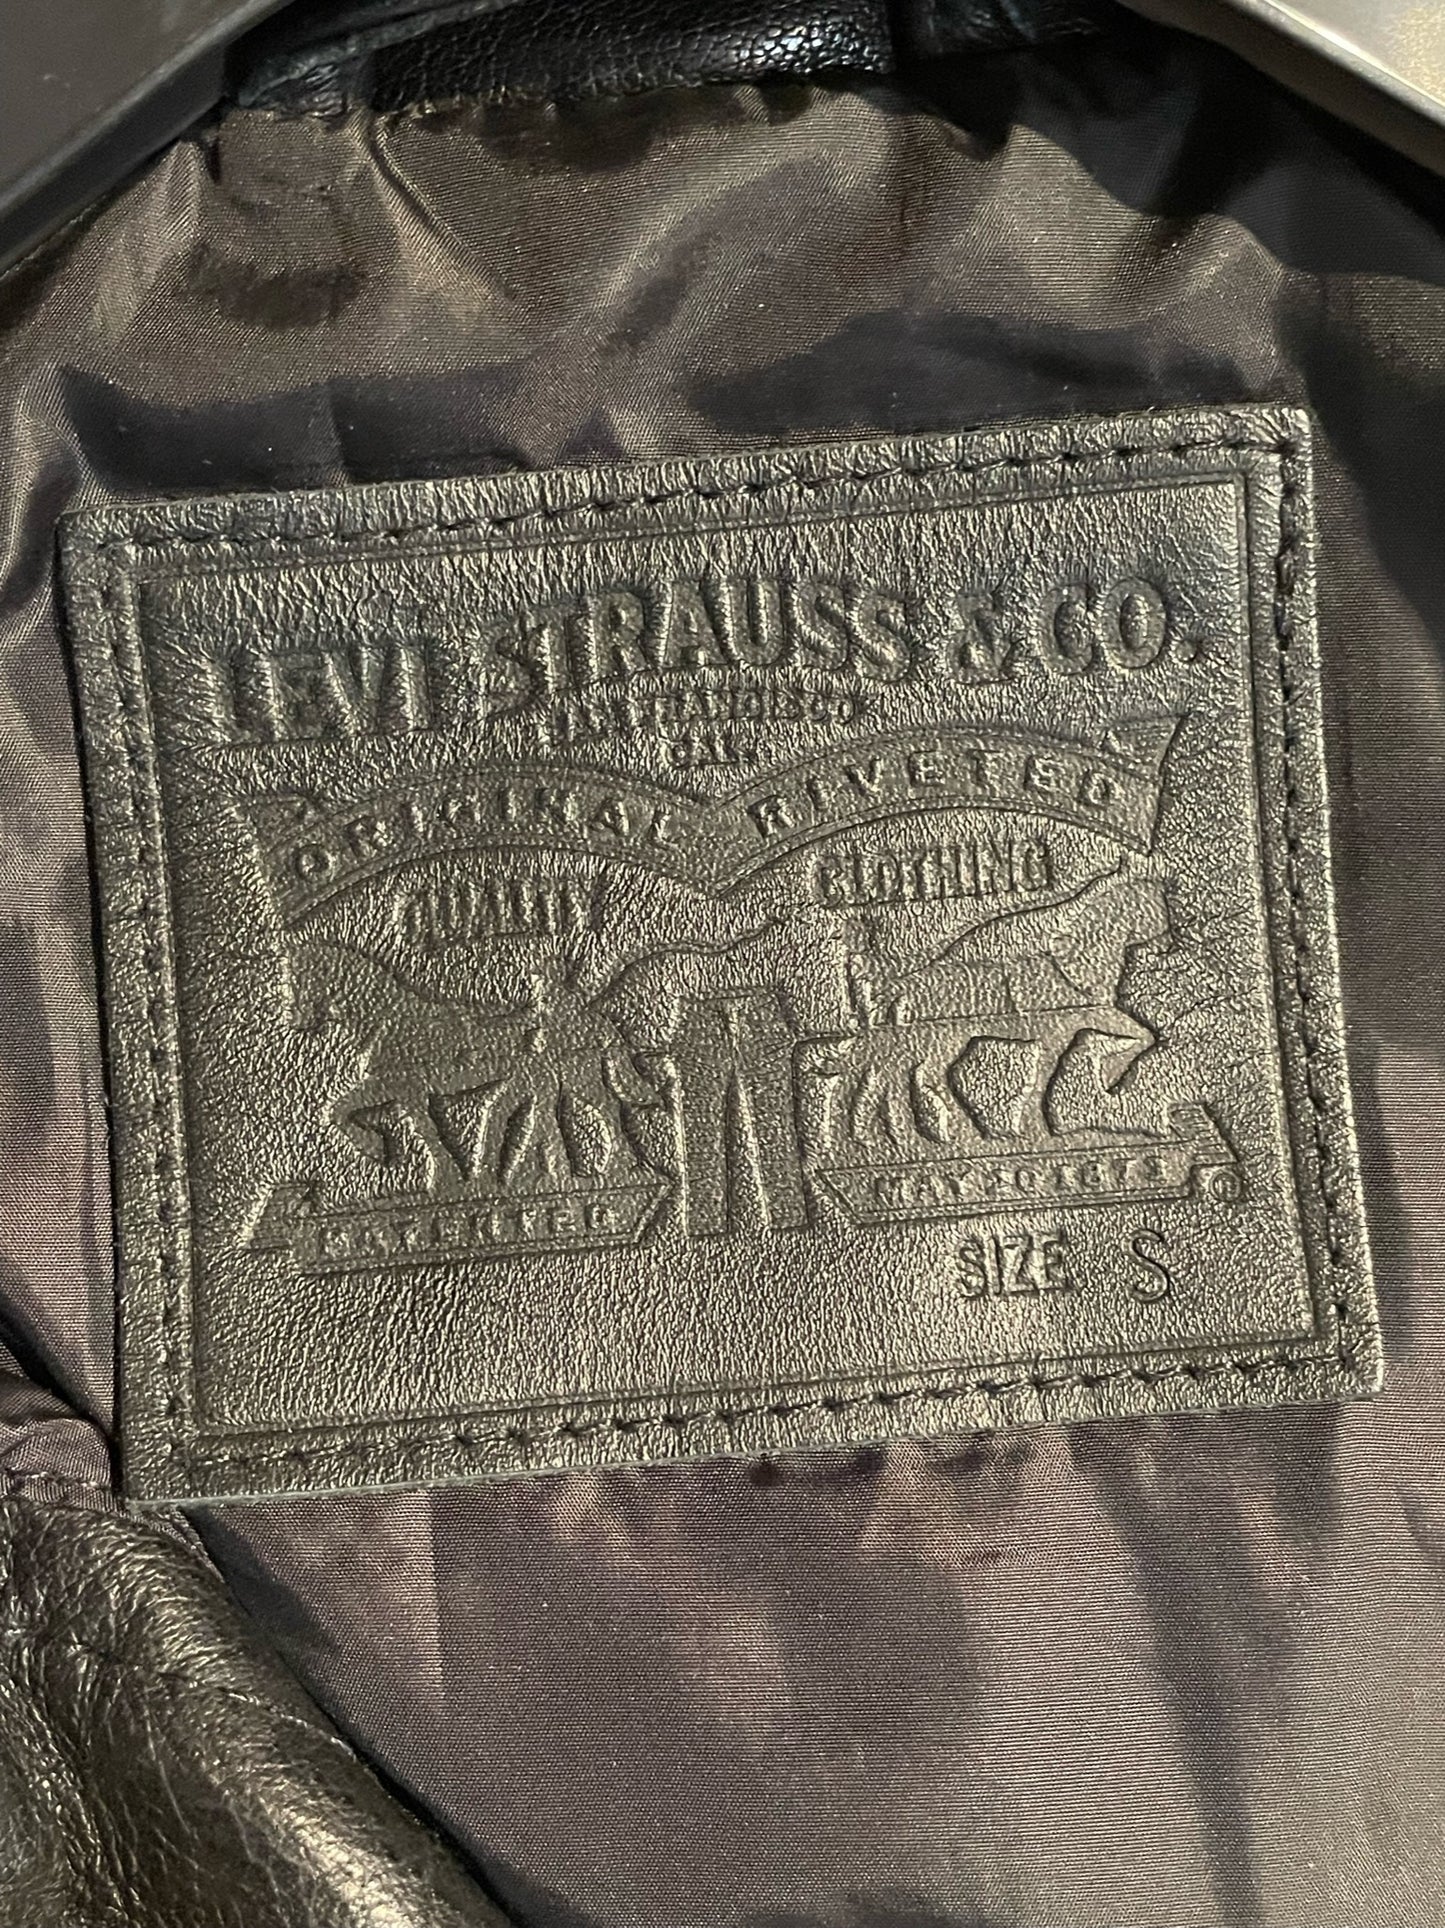 LEVI STRAUSS & CO.
SAN FRANCISCO
CAL.
ORIGINAL RIVETED
QUALITY CLOTHING
PATENTED MAY 20 1873
SIZE S